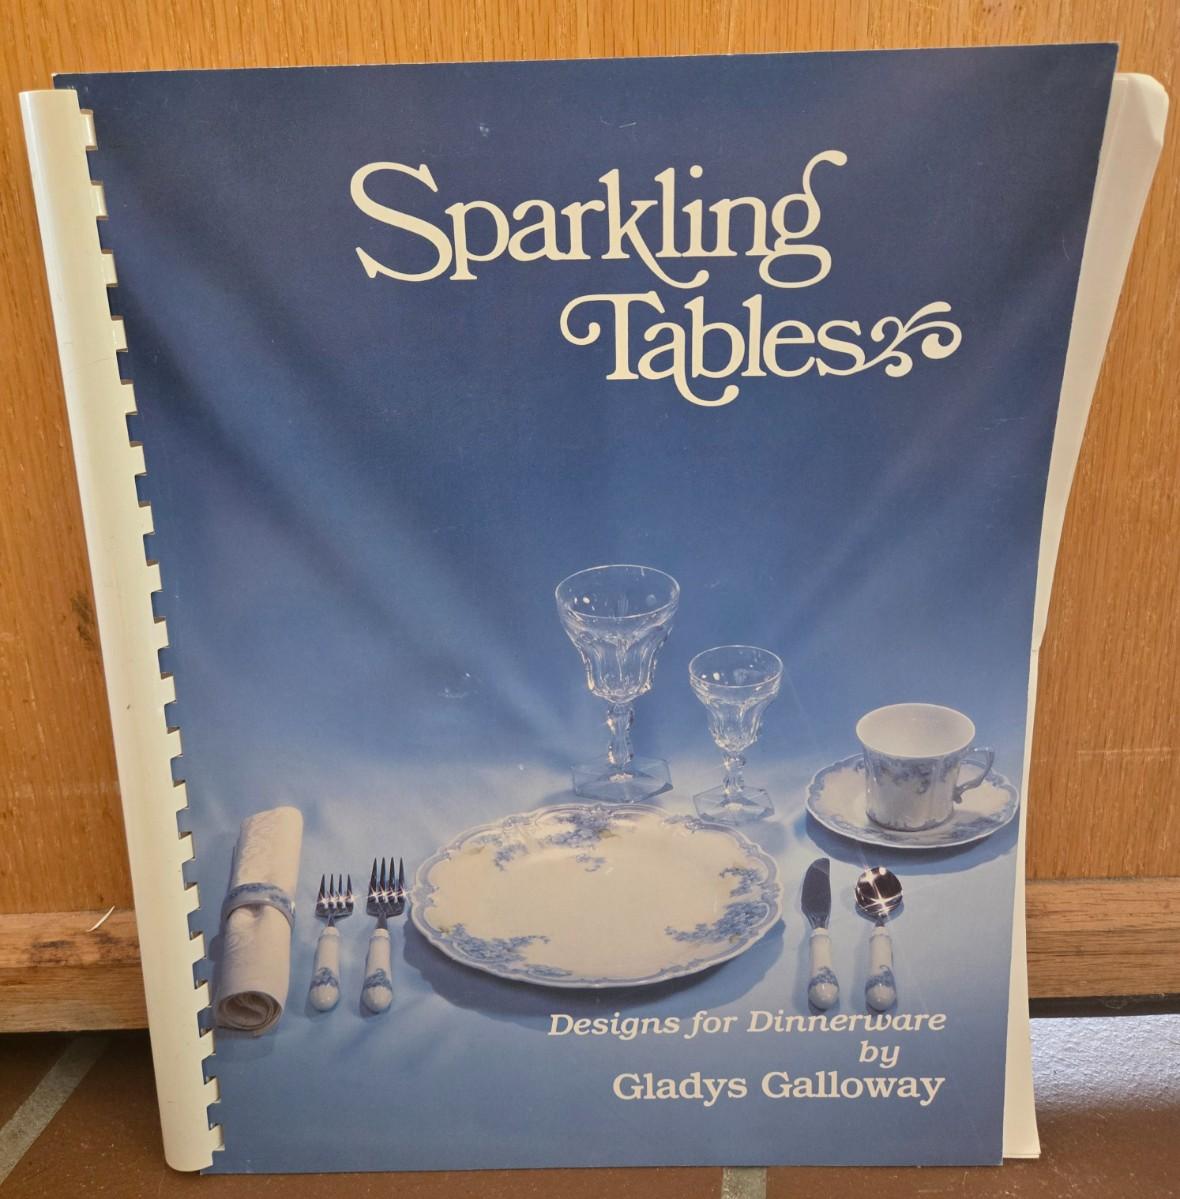 Sparkling
Tables
Designs for Dinnerware
by
Gladys Galloway